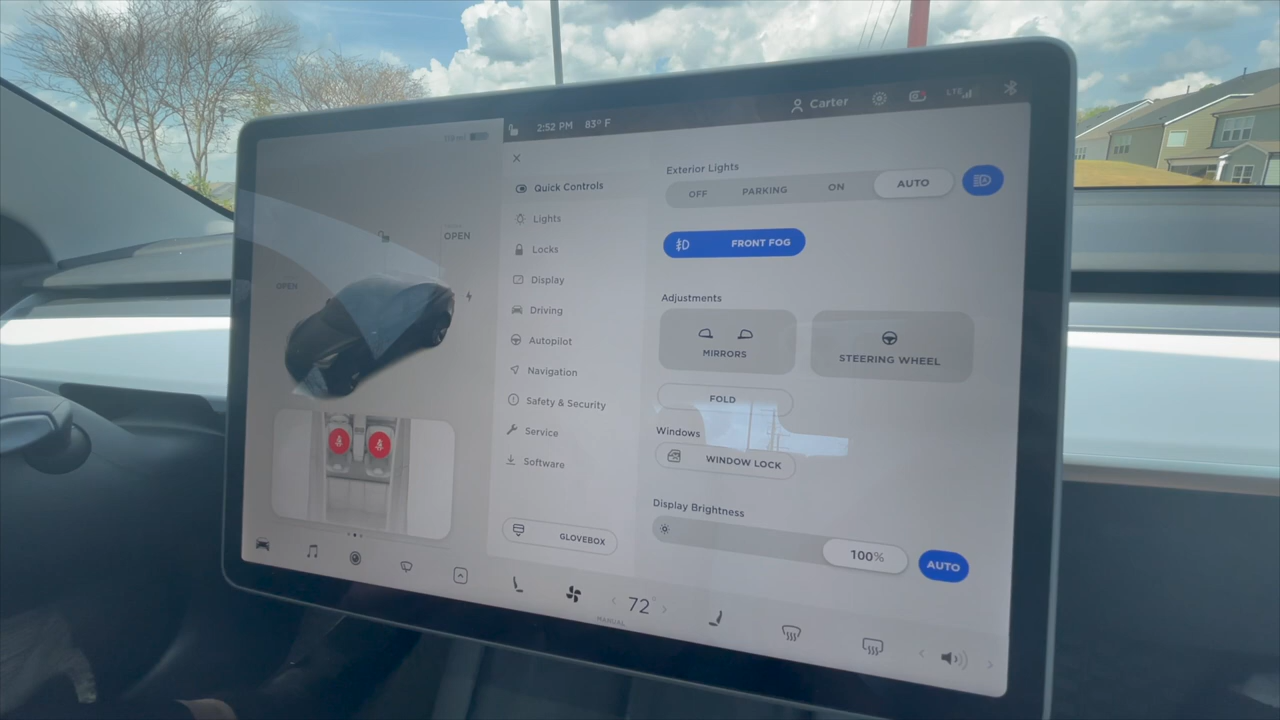 2:52 PM 83° F
Carter
LTE
OPEN
OPEN
Quick Controls
Lights
Locks
Display
Driving
Autopilot
Navigation
Safety & Security
Service
Software
GLOVEBOX
Exterior Lights
OFF PARKING ON AUTO
FRONT FOG
Adjustments
MIRRORS STEERING WHEEL
FOLD
Windows
WINDOW LOCK
Display Brightness
100% AUTO
72°
MANUAL